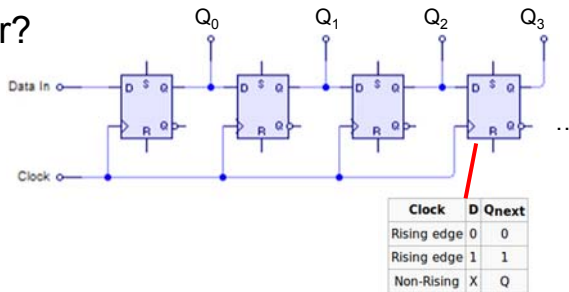 r?
Q0 Q1 Q2 Q3
Data In D S Q D S Q D S Q D S Q
R Q R Q R Q R Q ...
Clock
Clock D Qnext
Rising edge 0 0
Rising edge 1 1
Non-Rising X Q